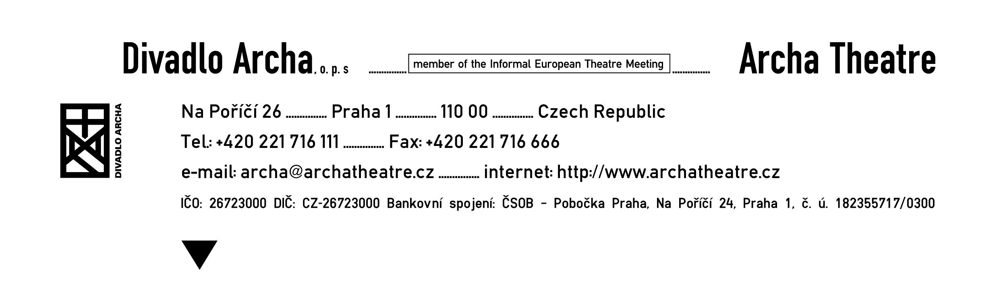 Divadlo Archa, o. p. s ............... member of the Informal European Theatre Meeting ............... Archa Theatre
DIVADLO ARCHA
Na Poříčí 26 ............... Praha 1 ............... 110 00 ............... Czech Republic
Tel.: +420 221 716 111 ............... Fax: +420 221 716 666
e-mail: archa@archatheatre.cz ............... internet: http://www.archatheatre.cz
IČO: 26723000 DIČ: CZ-26723000 Bankovní spojení: ČSOB – Pobočka Praha, Na Poříčí 24, Praha 1, č. ú. 182355717/0300